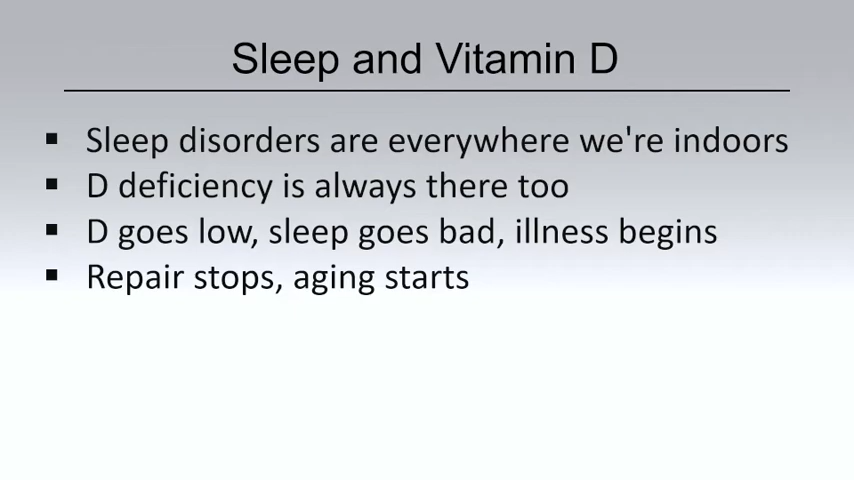 Sleep and Vitamin D
▪ Sleep disorders are everywhere we're indoors
▪ D deficiency is always there too
▪ D goes low, sleep goes bad, illness begins
▪ Repair stops, aging starts